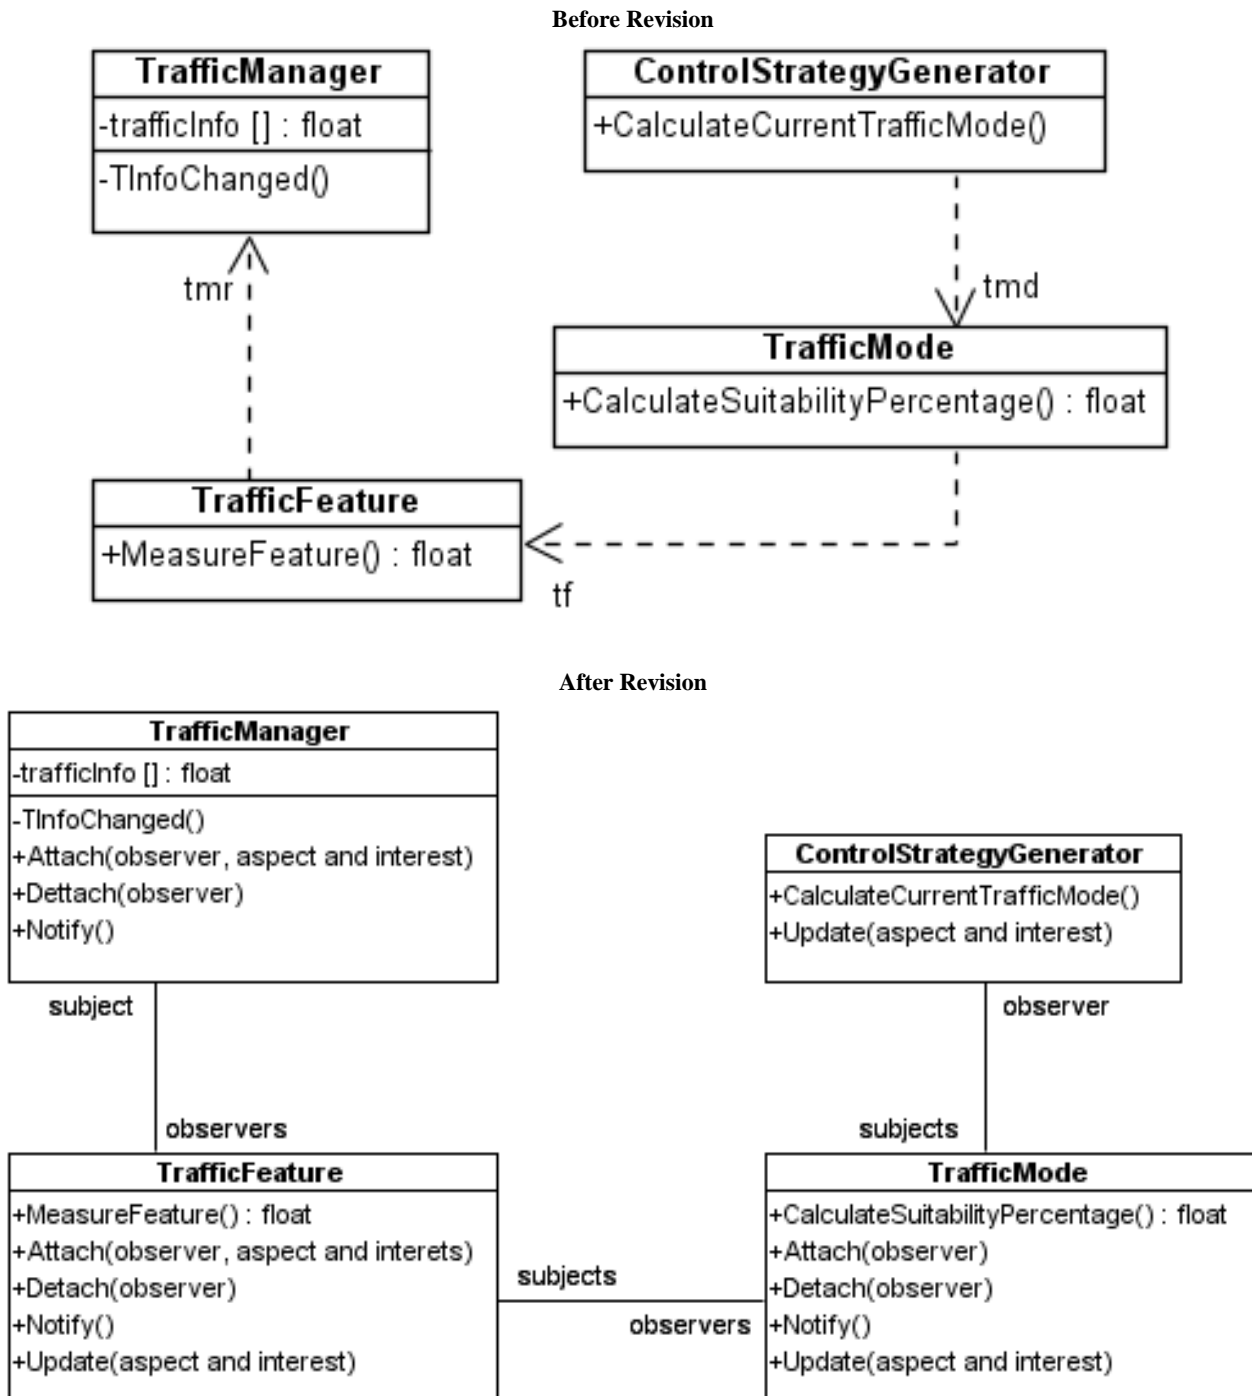 Before Revision
TrafficManager
-trafficInfo [] : float
-TInfoChanged()
ControlStrategyGenerator
+CalculateCurrentTrafficMode()
tmr
tmd
TrafficMode
+CalculateSuitabilityPercentage() : float
TrafficFeature
+MeasureFeature() : float
tf
After Revision
TrafficManager
-trafficInfo [] : float
-TInfoChanged()
+Attach(observer, aspect and interest)
+Dettach(observer)
+Notify()
ControlStrategyGenerator
+CalculateCurrentTrafficMode()
+Update(aspect and interest)
subject
observer
observers
subjects
TrafficFeature
+MeasureFeature() : float
+Attach(observer, aspect and interets)
+Detach(observer)
+Notify()
+Update(aspect and interest)
subjects
observers
TrafficMode
+CalculateSuitabilityPercentage() : float
+Attach(observer)
+Detach(observer)
+Notify()
+Update(aspect and interest)